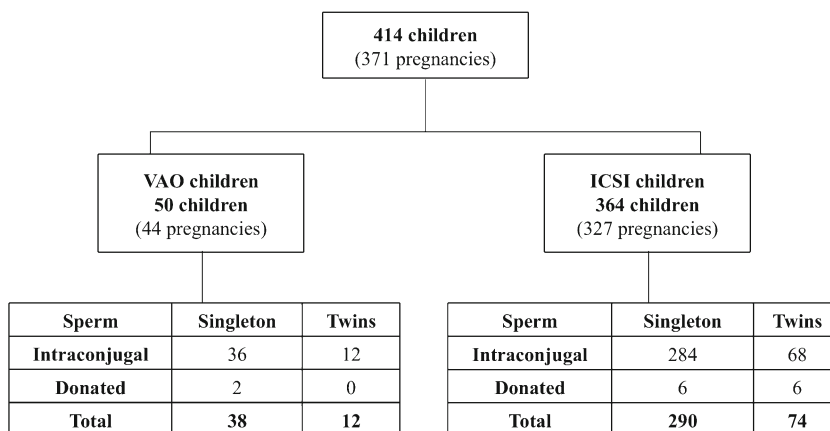 414 children
(371 pregnancies)
VAO children
50 children
(44 pregnancies)
ICSI children
364 children
(327 pregnancies)
Sperm Singleton Twins
Intraconjugal 36 12
Donated 2 0
Total 38 12
Sperm Singleton Twins
Intraconjugal 284 68
Donated 6 6
Total 290 74